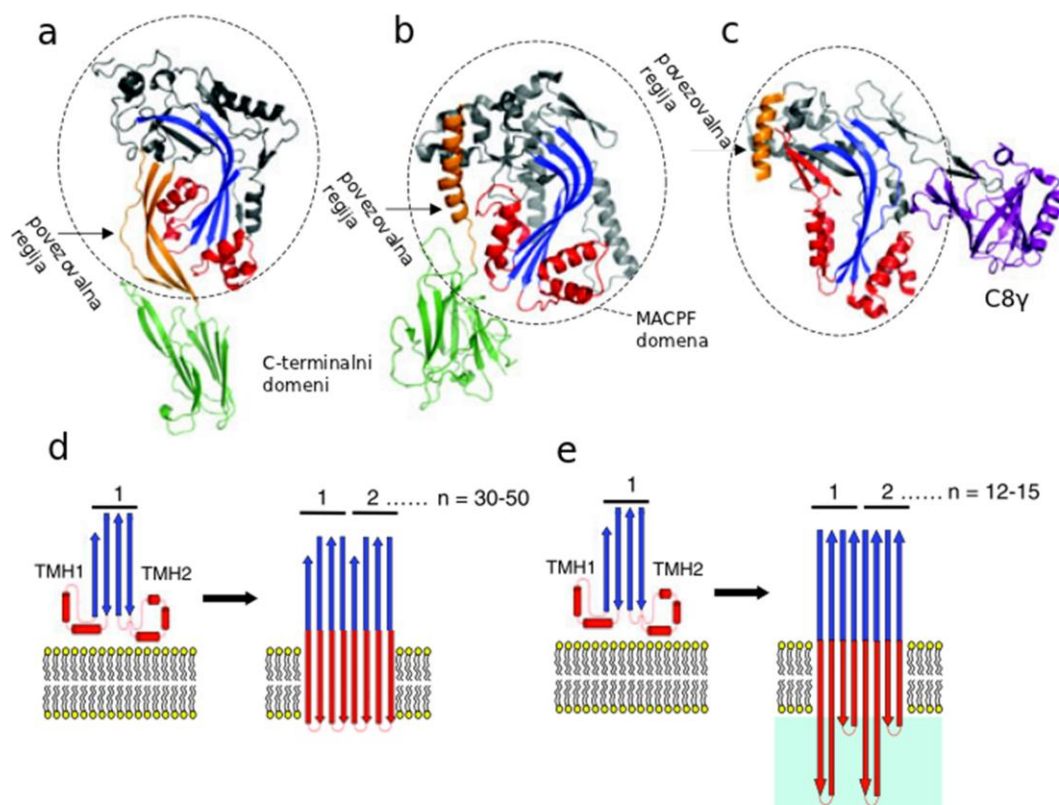 a
b
c
povezovalna
regija
povezovalna
regija
povezovalna
regija
C-terminalni
domeni
MACPF
domena
C8γ
d
e
1
1
2 ...... n = 30-50
TMH1
TMH2
1
1
2 ...... n = 12-15
TMH1
TMH2